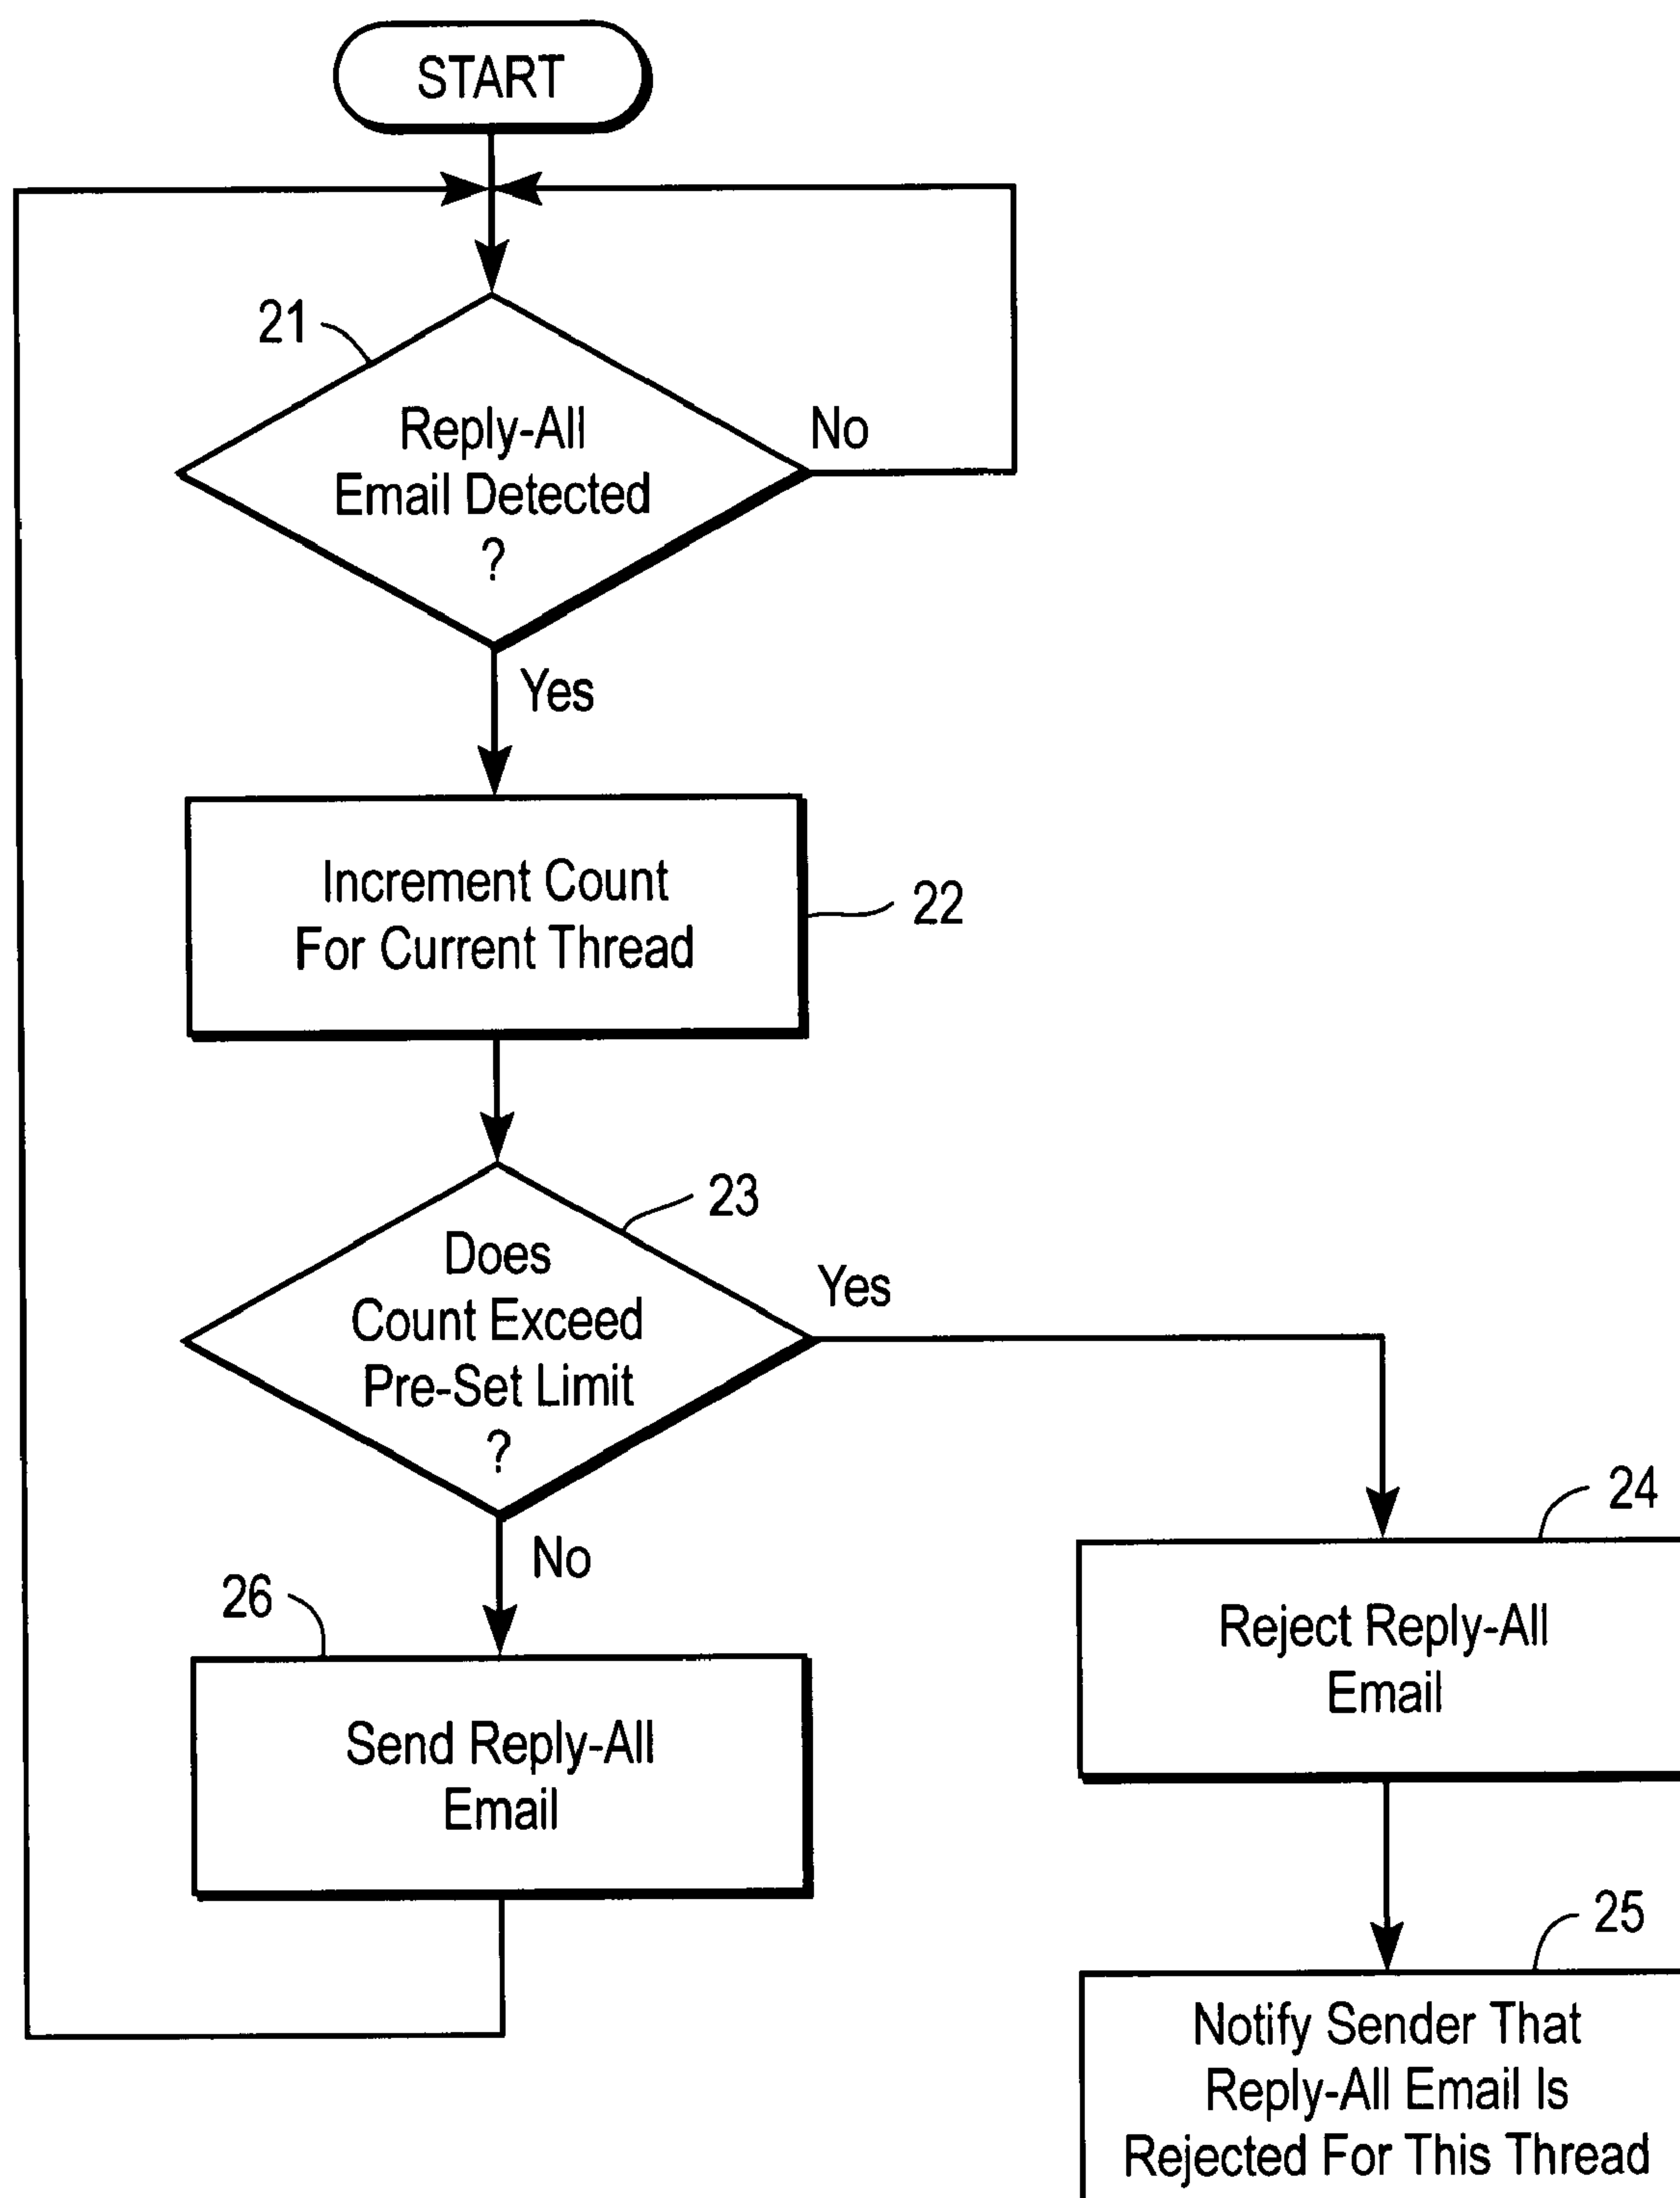 START
21
Reply-All
Email Detected
?
No
Yes
Increment Count
For Current Thread
22
23
Does
Count Exceed
Pre-Set Limit
?
Yes
No
24
Reject Reply-All
Email
26
Send Reply-All
Email
25
Notify Sender That
Reply-All Email Is
Rejected For This Thread